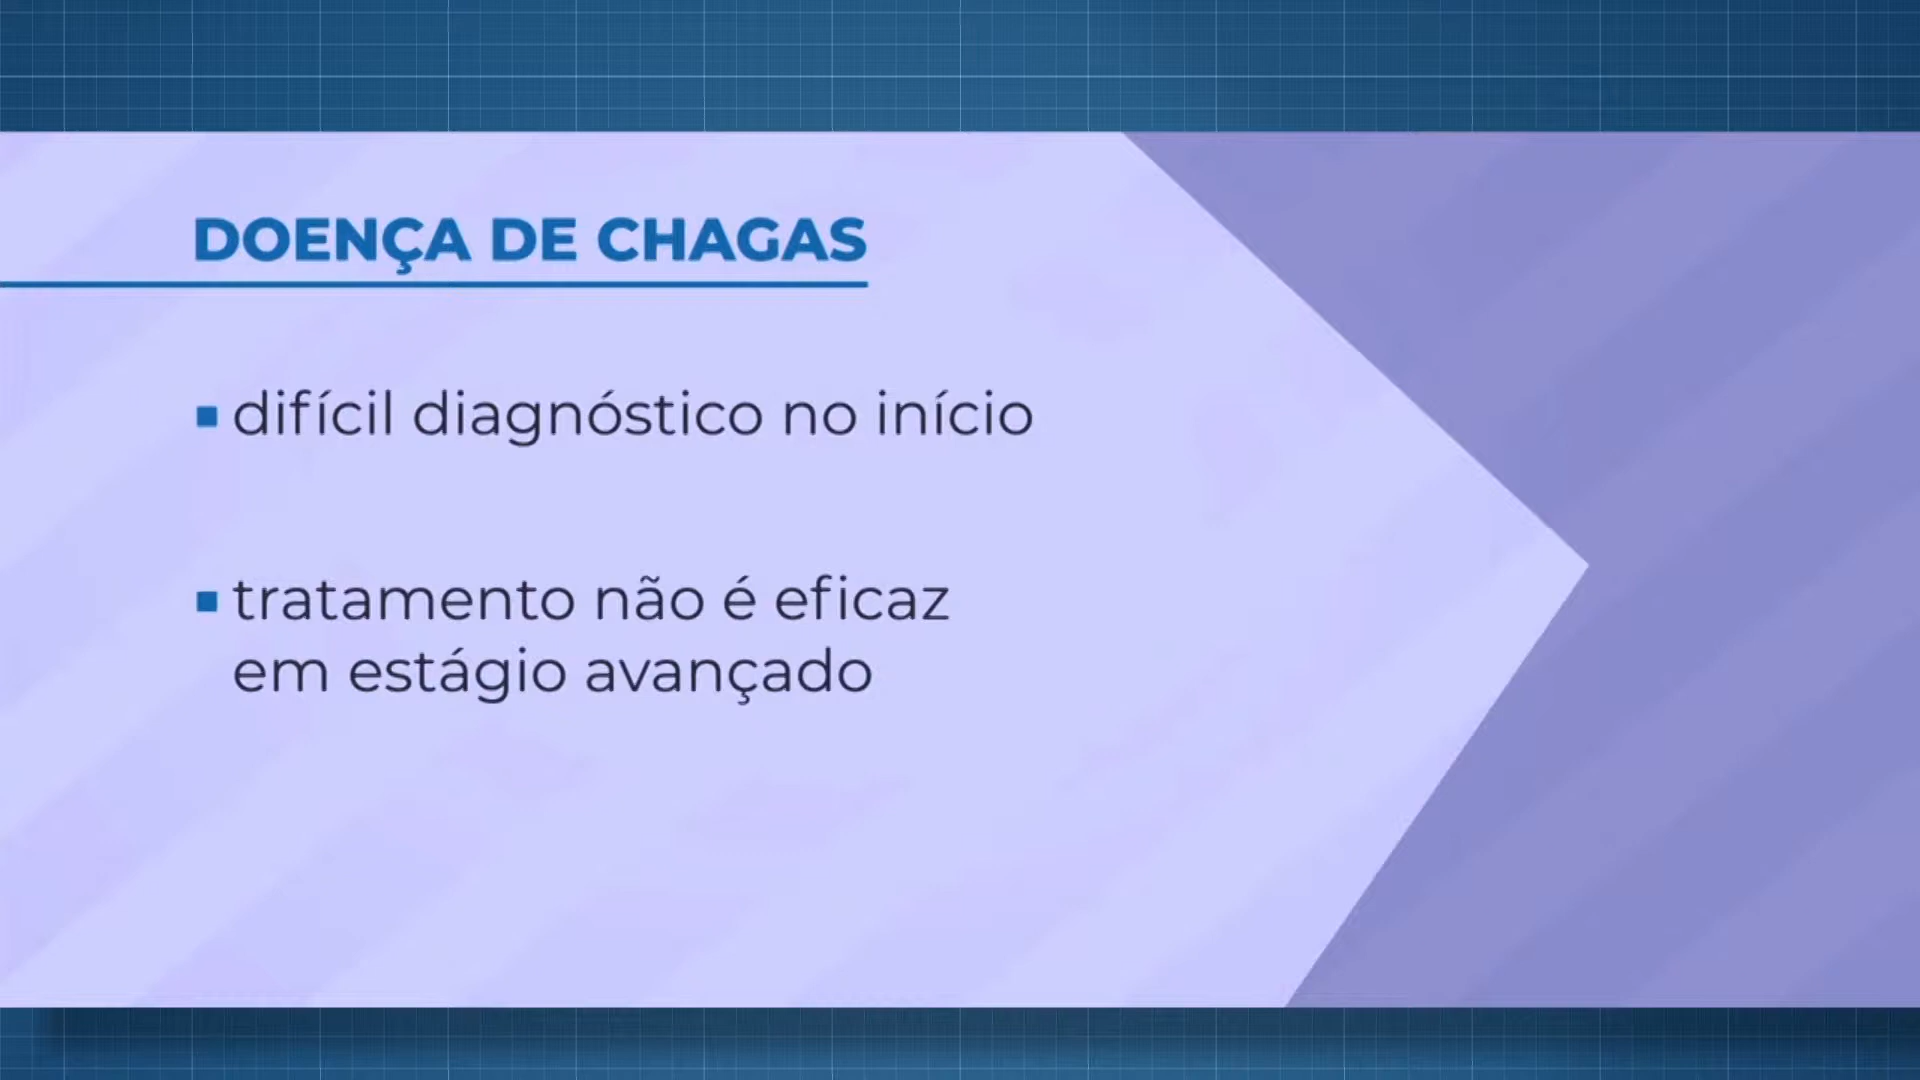 DOENÇA DE CHAGAS
difícil diagnóstico no início
tratamento não é eficaz
em estágio avançado